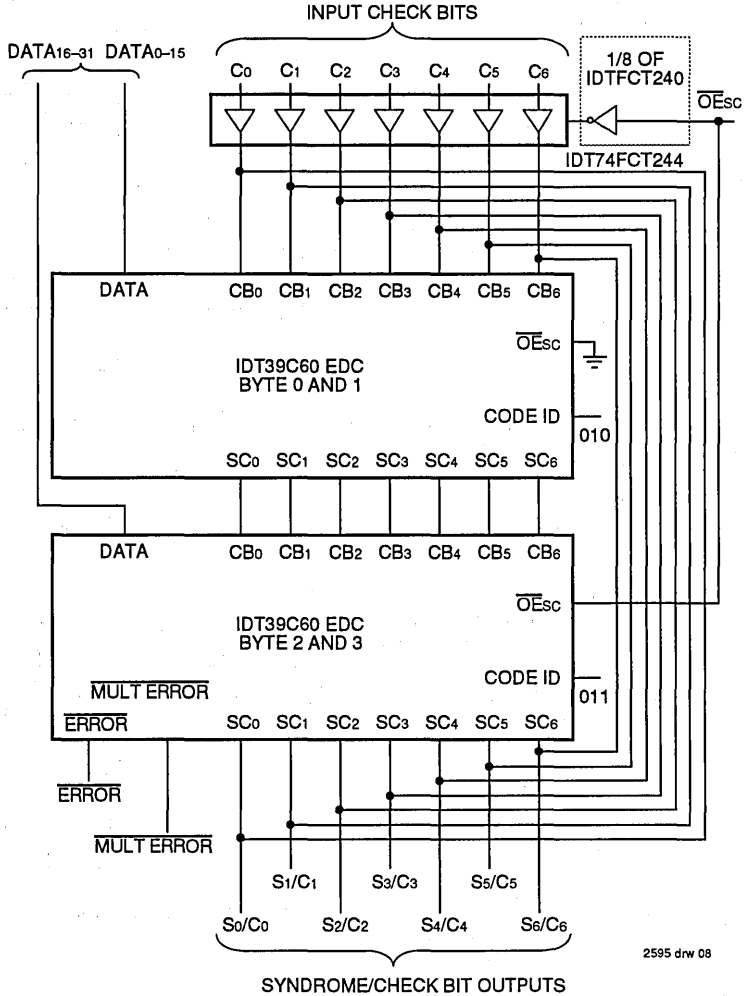 INPUT CHECK BITS
DATA16–31 DATA0–15
C0 C1 C2 C3 C4 C5 C6
1/8 OF
IDTFCT240
OEsc
IDT74FCT244
DATA CB0 CB1 CB2 CB3 CB4 CB5 CB6
OEsc
IDT39C60 EDC
BYTE 0 AND 1
CODE ID
010
SC0 SC1 SC2 SC3 SC4 SC5 SC6
DATA CB0 CB1 CB2 CB3 CB4 CB5 CB6
OEsc
IDT39C60 EDC
BYTE 2 AND 3
CODE ID
011
MULT ERROR
ERROR SC0 SC1 SC2 SC3 SC4 SC5 SC6
ERROR
MULT ERROR
S1/C1 S3/C3 S5/C5
S0/C0 S2/C2 S4/C4 S6/C6
2595 drw 08
SYNDROME/CHECK BIT OUTPUTS